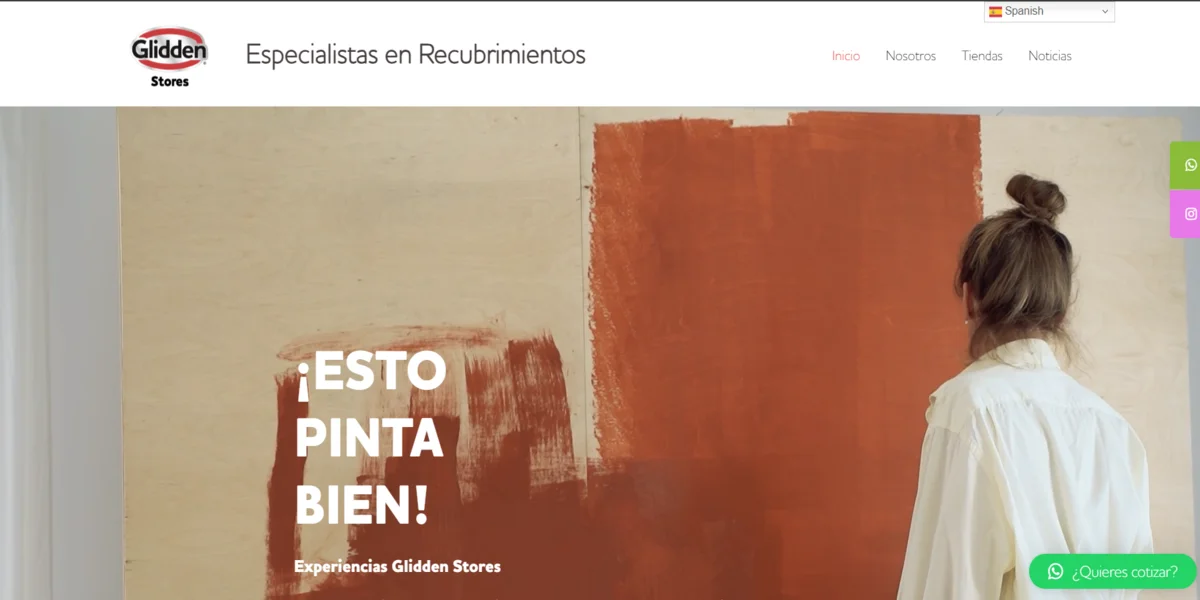 Spanish
Glidden
Stores
Especialistas en Recubrimientos
Inicio
Nosotros
Tiendas
Noticias
¡ESTO
PINTA
BIEN!
Experiencias Glidden Stores
¿Quieres cotizar?